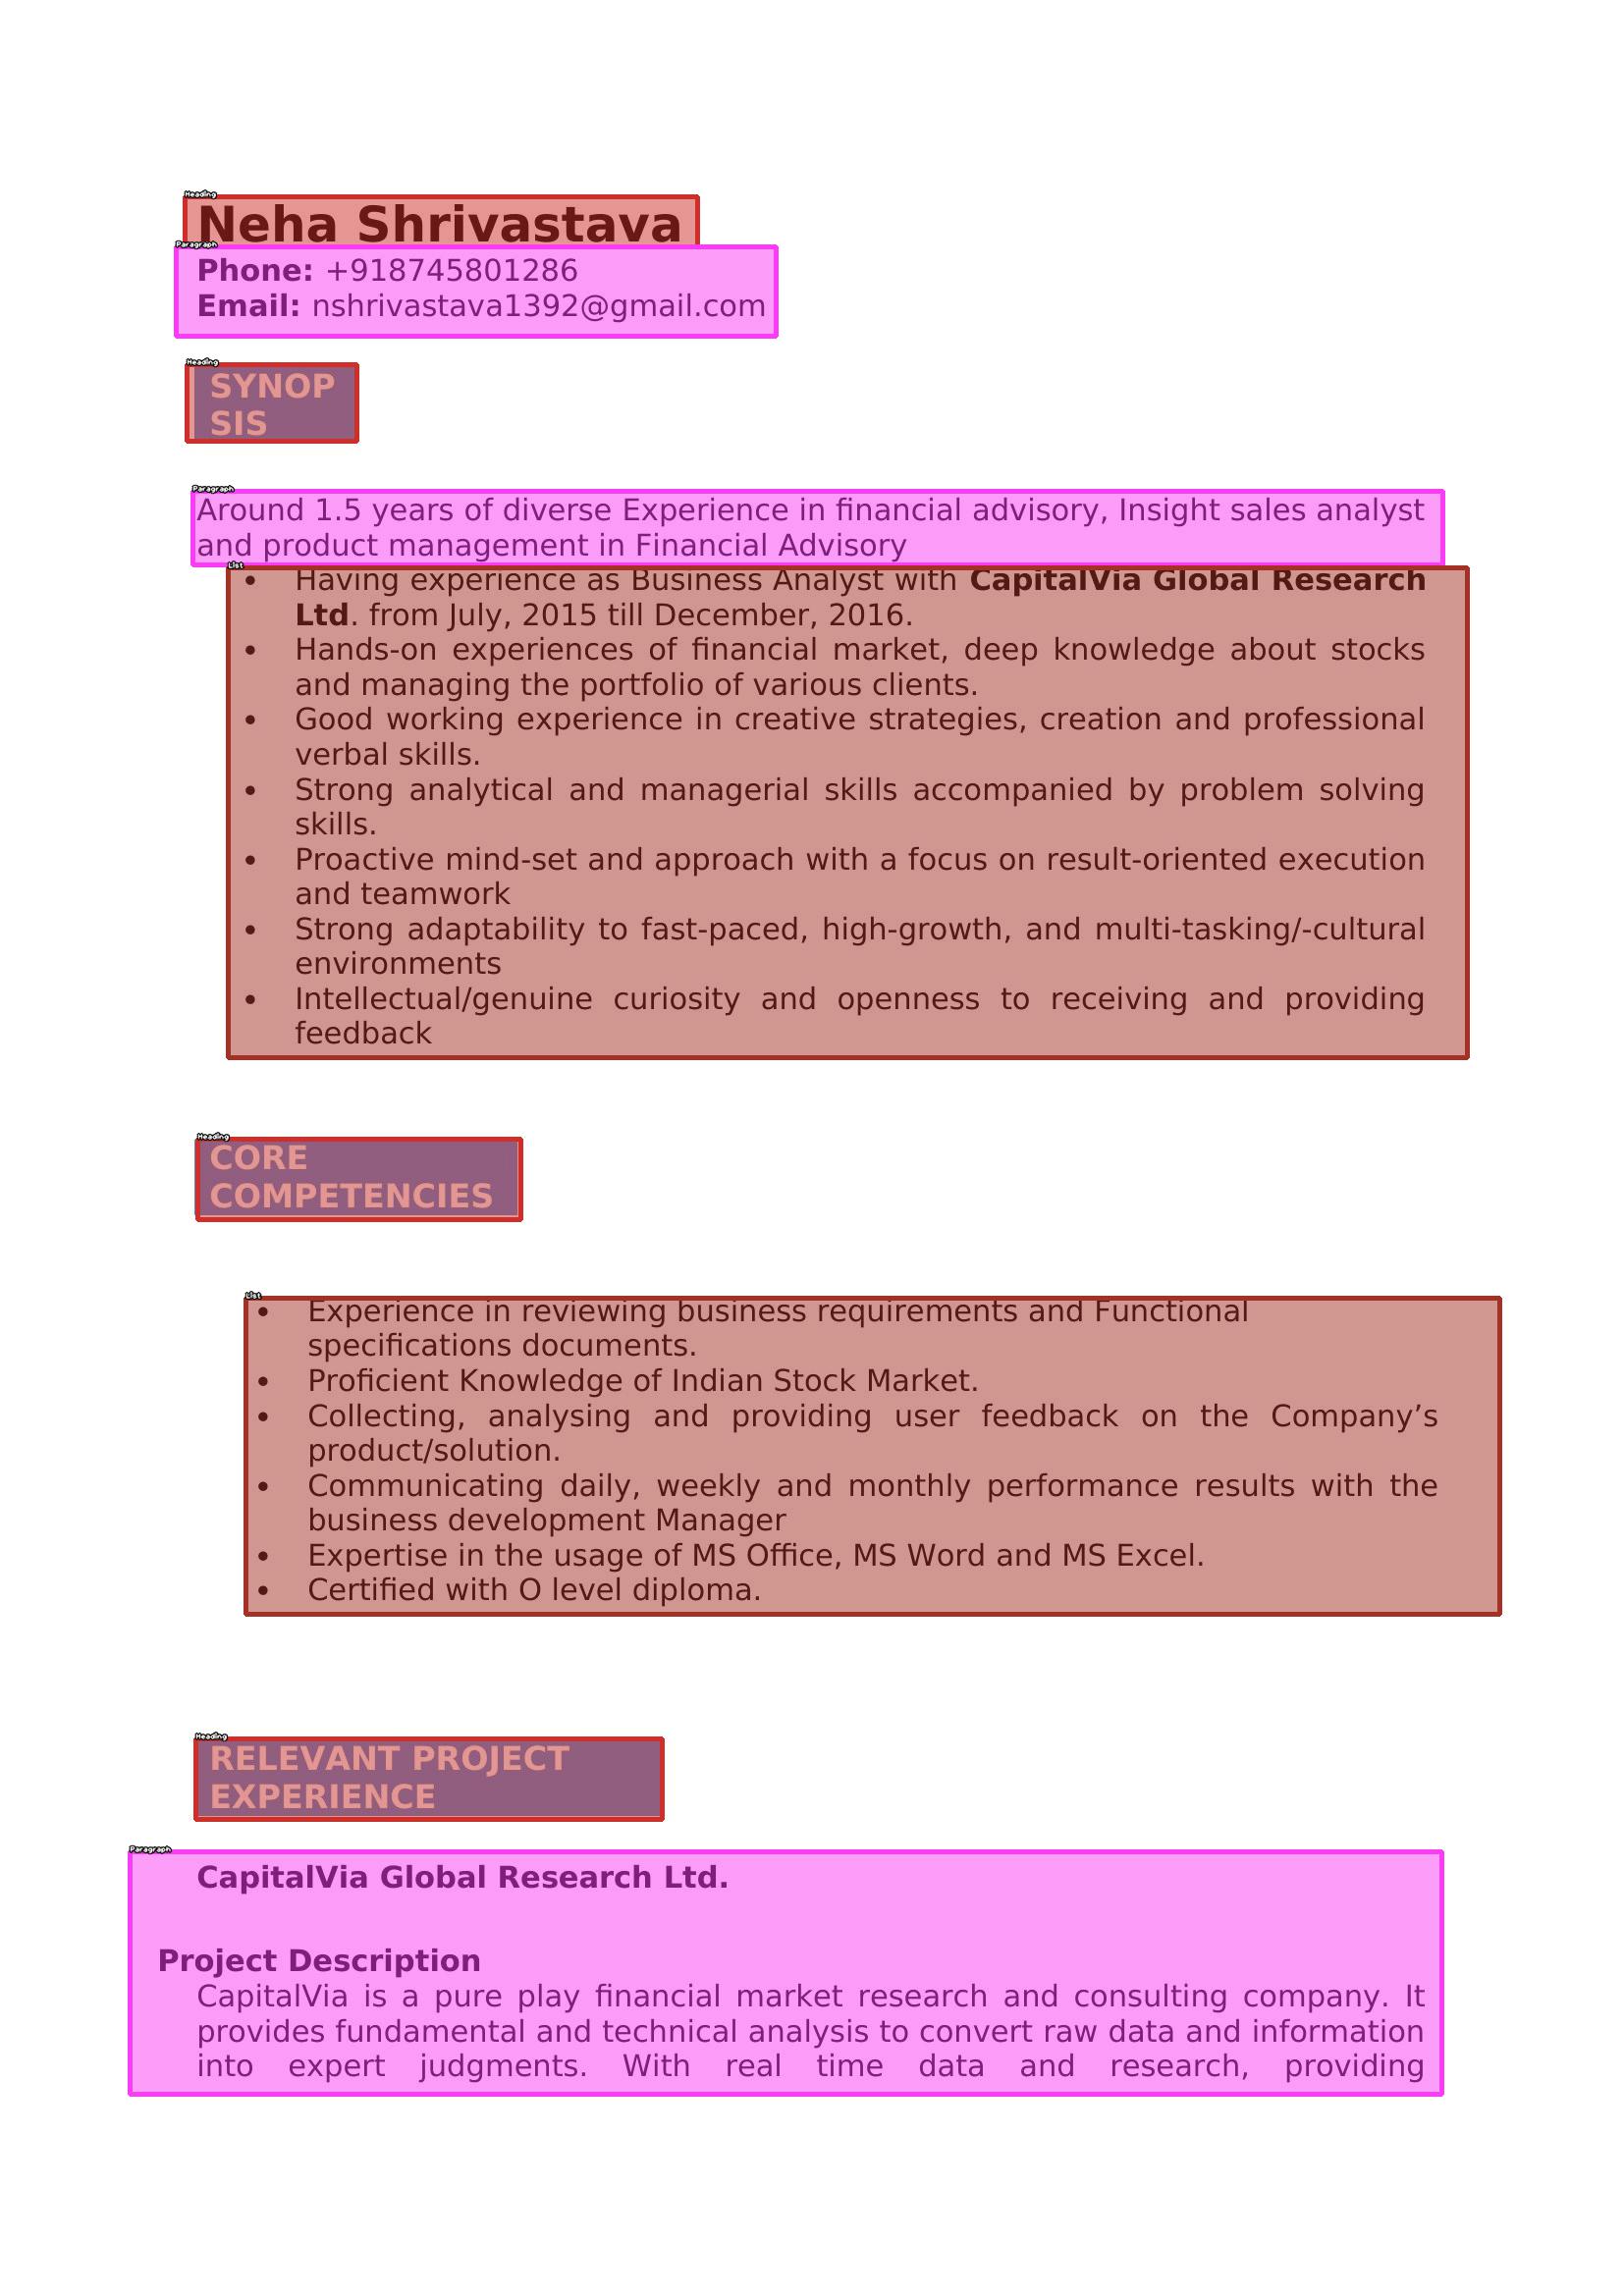 Heading
Neha Shrivastava
Paragraph
Phone: +918745801286
Email: nshrivastava1392@gmail.com
Heading
SYNOP
SIS
Paragraph
Around 1.5 years of diverse Experience in financial advisory, Insight sales analyst
and product management in Financial Advisory
List
• Having experience as Business Analyst with CapitalVia Global Research
Ltd. from July, 2015 till December, 2016.
• Hands-on experiences of financial market, deep knowledge about stocks
and managing the portfolio of various clients.
• Good working experience in creative strategies, creation and professional
verbal skills.
• Strong analytical and managerial skills accompanied by problem solving
skills.
• Proactive mind-set and approach with a focus on result-oriented execution
and teamwork
• Strong adaptability to fast-paced, high-growth, and multi-tasking/-cultural
environments
• Intellectual/genuine curiosity and openness to receiving and providing
feedback
Heading
CORE
COMPETENCIES
List
• Experience in reviewing business requirements and Functional
specifications documents.
• Proficient Knowledge of Indian Stock Market.
• Collecting, analysing and providing user feedback on the Company’s
product/solution.
• Communicating daily, weekly and monthly performance results with the
business development Manager
• Expertise in the usage of MS Office, MS Word and MS Excel.
• Certified with O level diploma.
Heading
RELEVANT PROJECT
EXPERIENCE
Paragraph
CapitalVia Global Research Ltd.
Project Description
CapitalVia is a pure play financial market research and consulting company. It
provides fundamental and technical analysis to convert raw data and information
into expert judgments. With real time data and research, providing